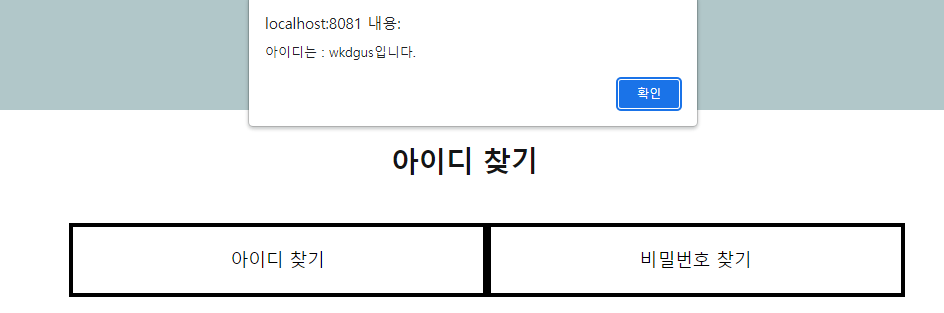 localhost:8081 내용:
아이디는 : wkdgus입니다.
확인
아이디 찾기
아이디 찾기
비밀번호 찾기